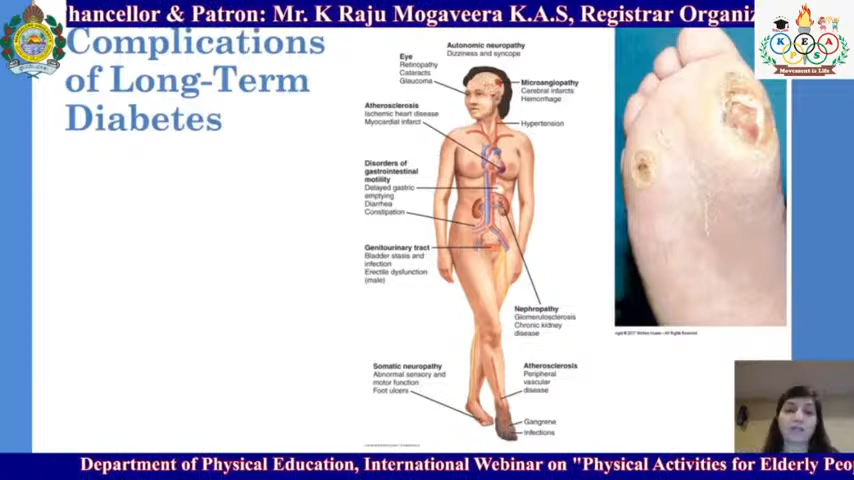 Chancellor & Patron: Mr. K Raju Mogaveera K.A.S, Registrar Organiz
K E A
P S
Movement is Life
Complications
of Long-Term
Diabetes
Autonomic neuropathy
Dizziness and syncope
Eye
Retinopathy
Cataracts
Glaucoma
Microangiopathy
Cerebral infarcts
Hemorrhage
Atherosclerosis
Ischemic heart disease
Myocardial infarct
Hypertension
Disorders of
gastrointestinal
motility
Delayed gastric
emptying
Diarrhea
Constipation
Genitourinary tract
Bladder stasis and
infection
Erectile dysfunction
(male)
Nephropathy
Glomerulosclerosis
Chronic kidney
disease
Somatic neuropathy
Abnormal sensory and
motor function
Foot ulcers
Atherosclerosis
Peripheral
vascular
disease
Gangrene
Infections
Department of Physical Education, International Webinar on "Physical Activities for Elderly Peo